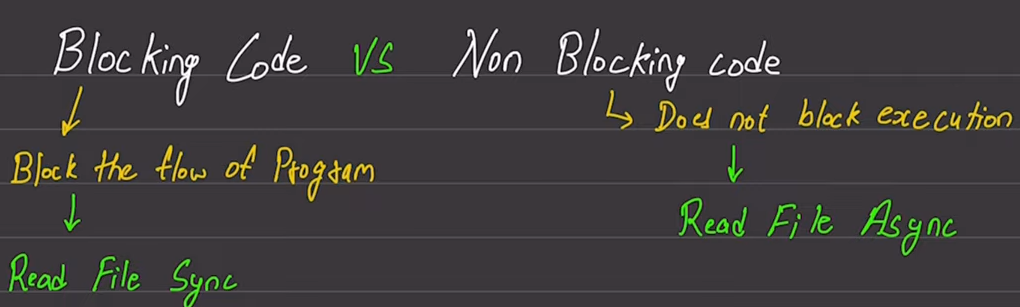 Blocking Code VS Non Blocking code
Does not block execution
Block the flow of Program
Read File Async
Read File Sync